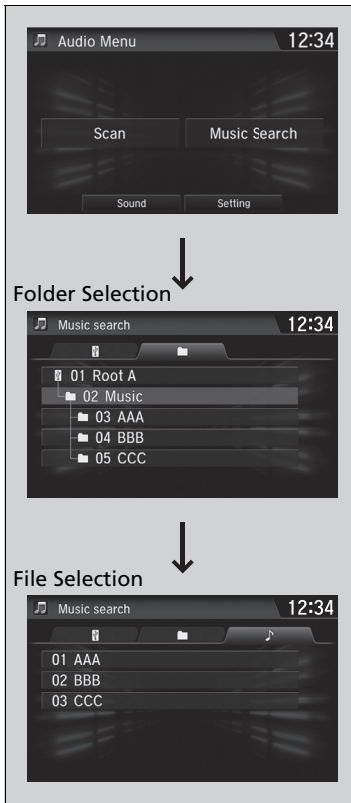 Audio Menu 12:34
Scan Music Search
Sound Setting
Folder Selection
Music search 12:34
01 Root A
02 Music
03 AAA
04 BBB
05 CCC
File Selection
Music search 12:34
01 AAA
02 BBB
03 CCC